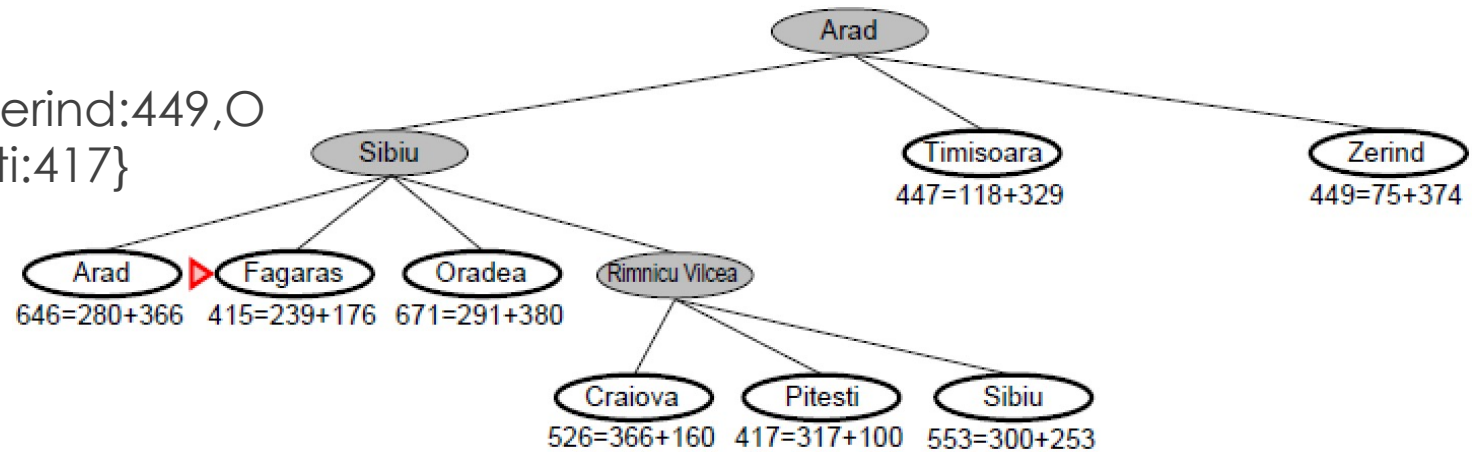 Arad
erind:449,O
ti:417}
Sibiu Timisoara Zerind
447=118+329 449=75+374
Arad Fagaras Oradea Rimnicu Vilcea
646=280+366 415=239+176 671=291+380
Craiova Pitesti Sibiu
526=366+160 417=317+100 553=300+253